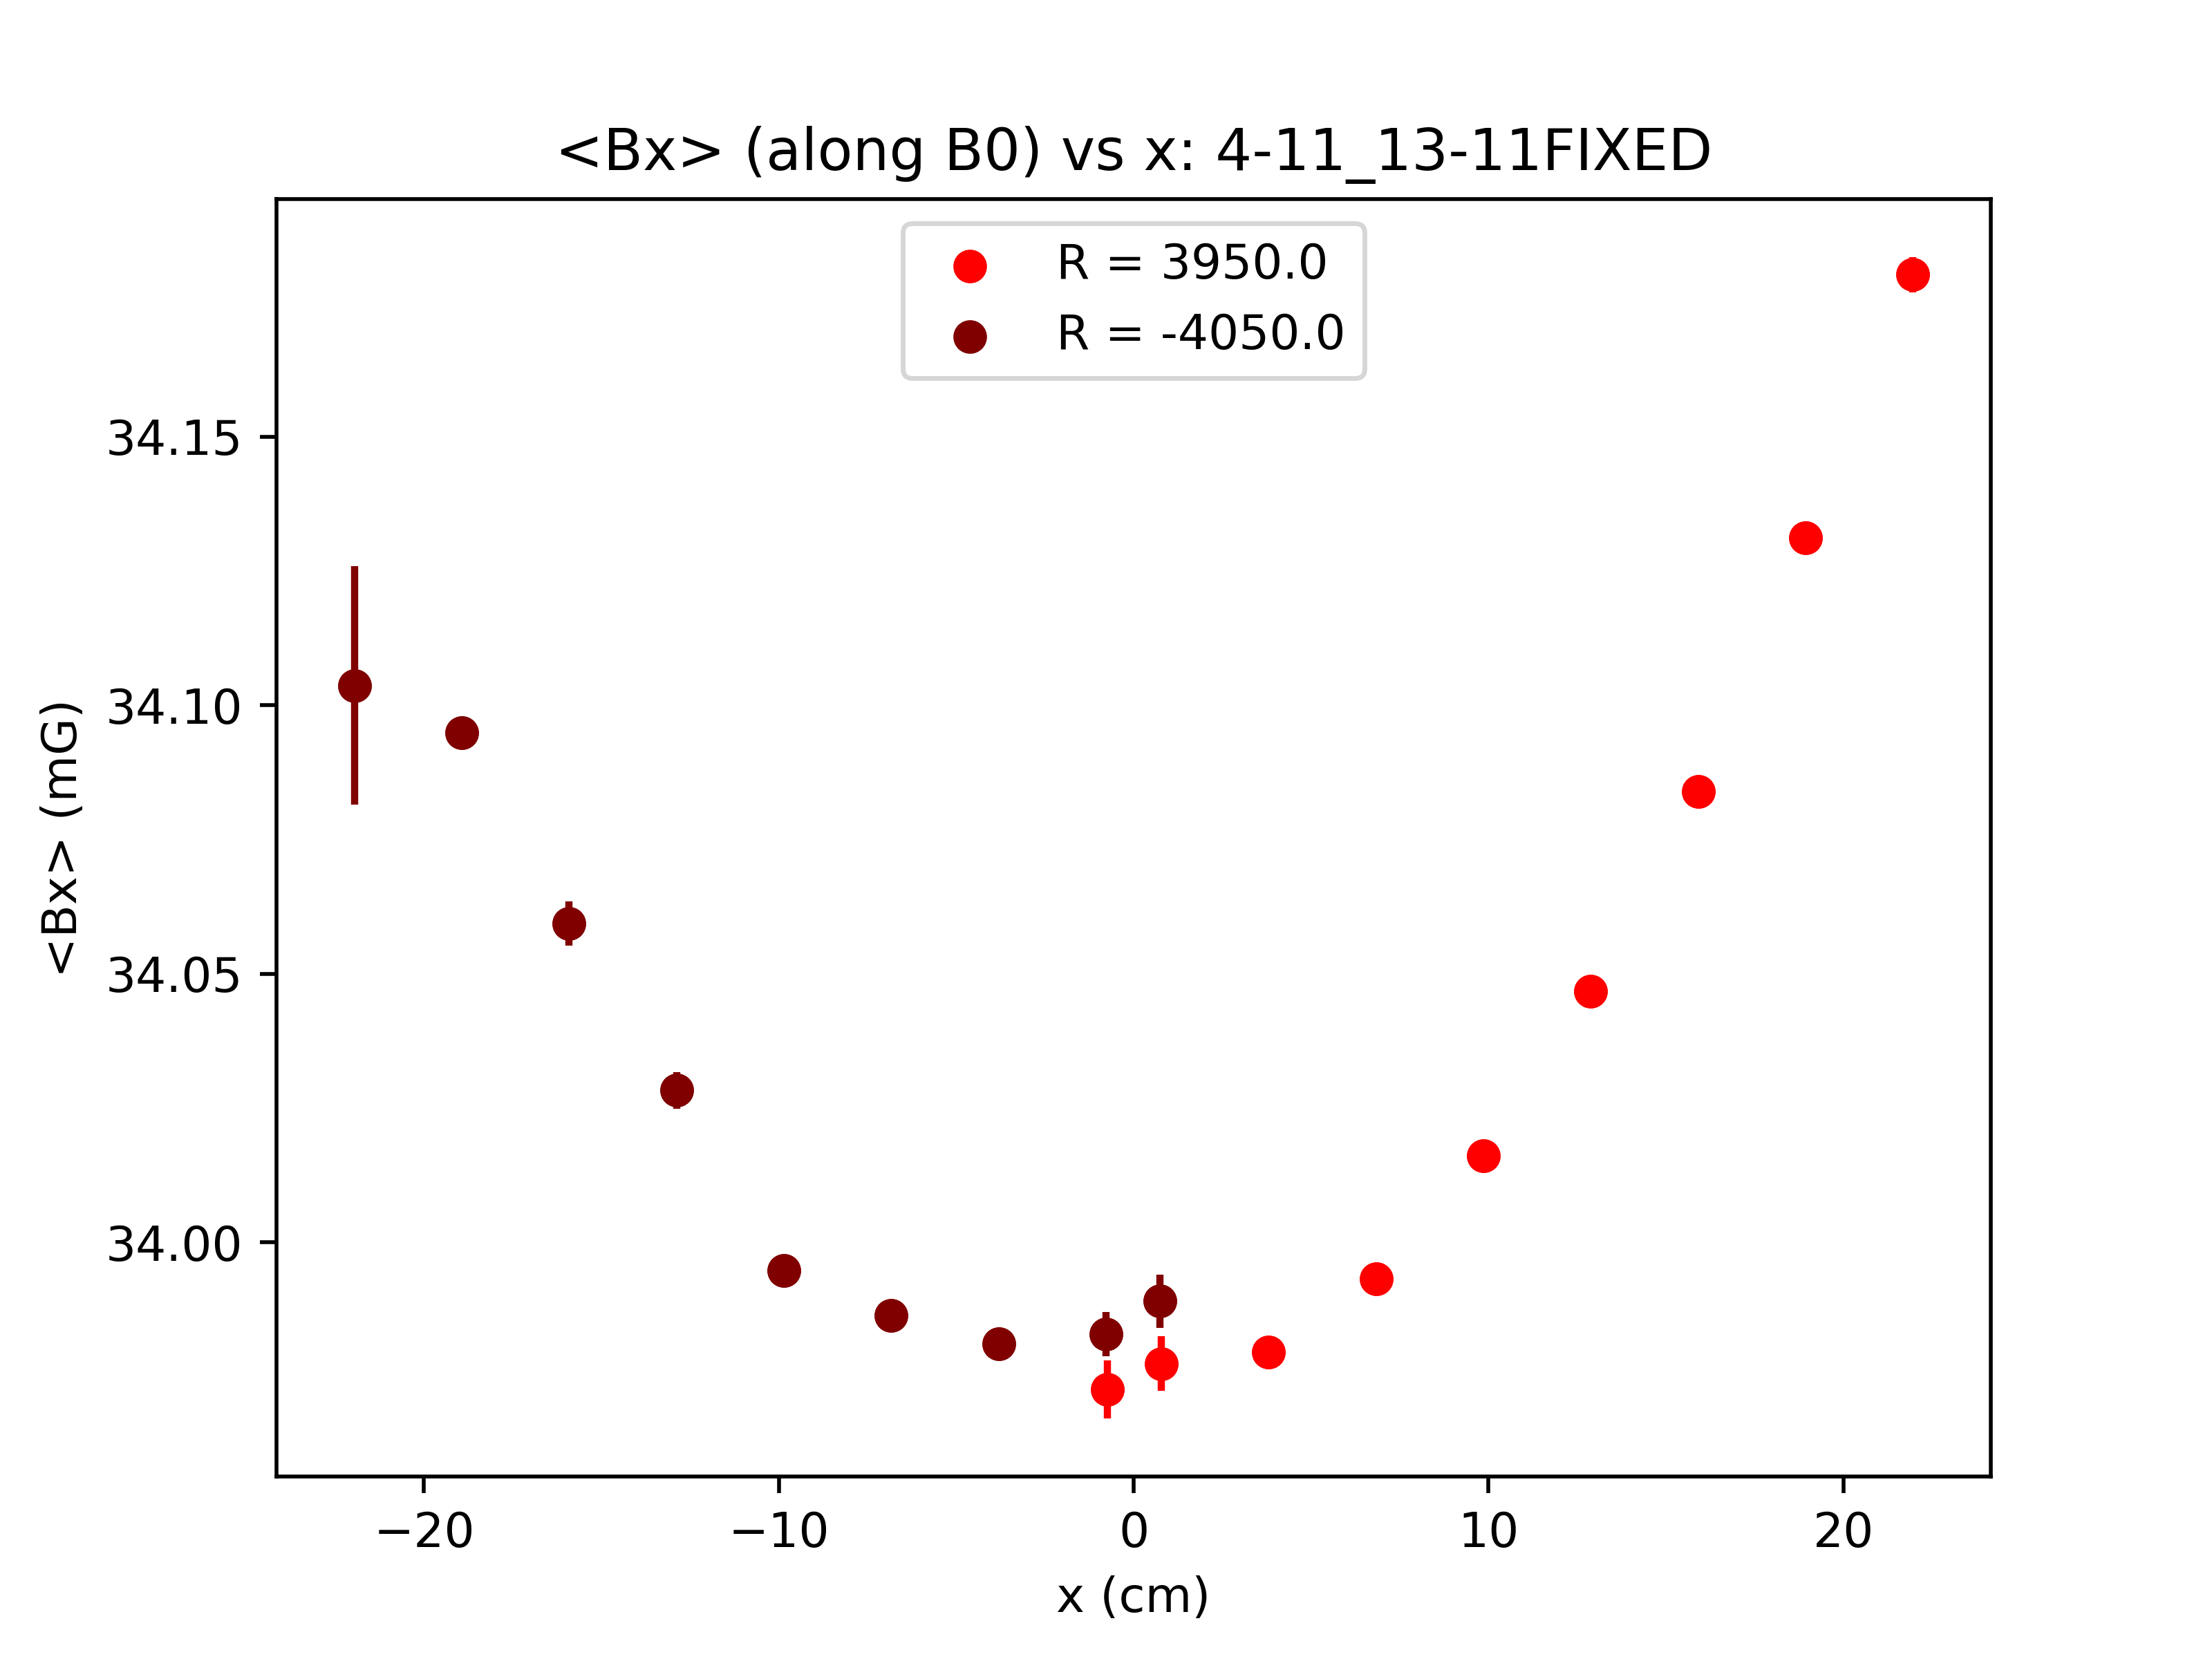 <Bx> (along B0) vs x: 4-11_13-11FIXED
R = 3950.0
R = -4050.0
34.15
34.10
34.05
34.00
<Bx> (mG)
−20 −10 0 10 20
x (cm)